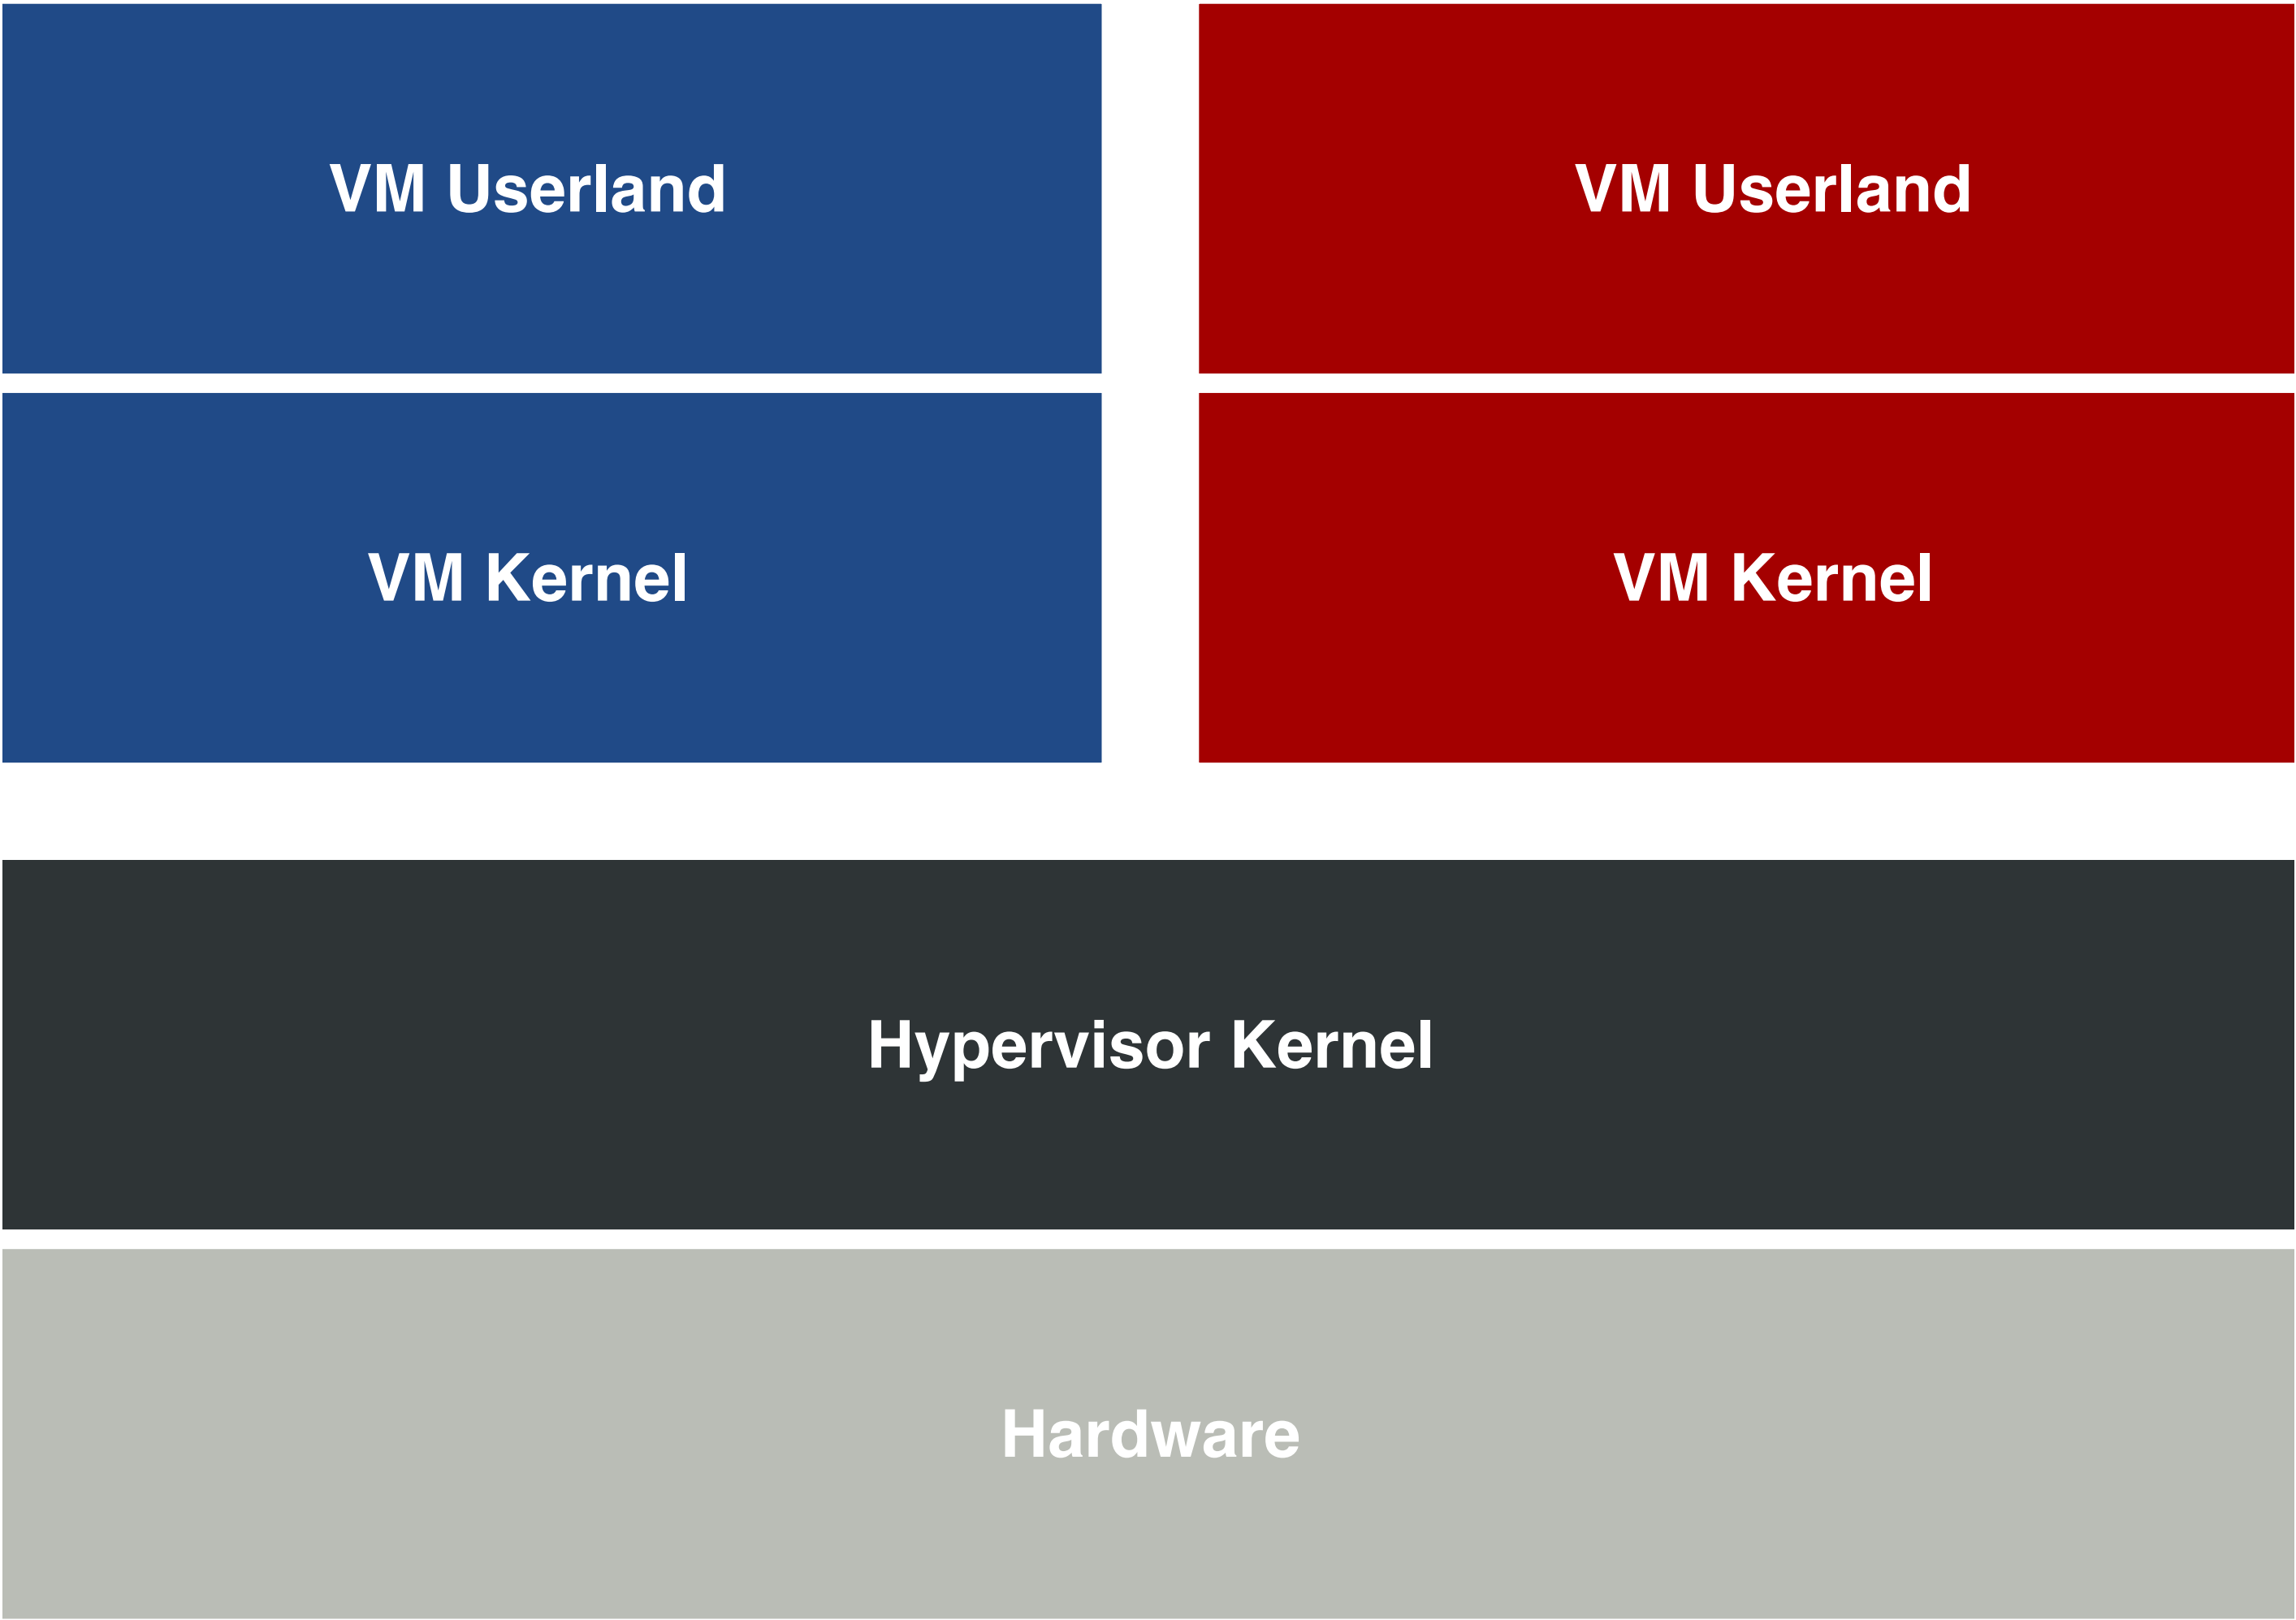 VM Userland
VM Userland
VM Kernel
VM Kernel
Hypervisor Kernel
Hardware